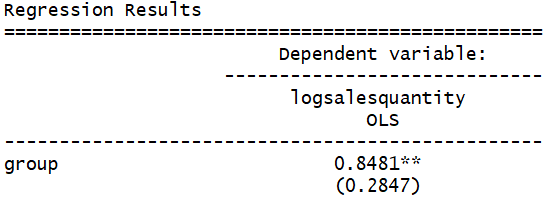 Regression Results
=================================================
Dependent variable:
-----------------------------
logsalesquantity
OLS
-------------------------------------------------
group 0.8481**
(0.2847)